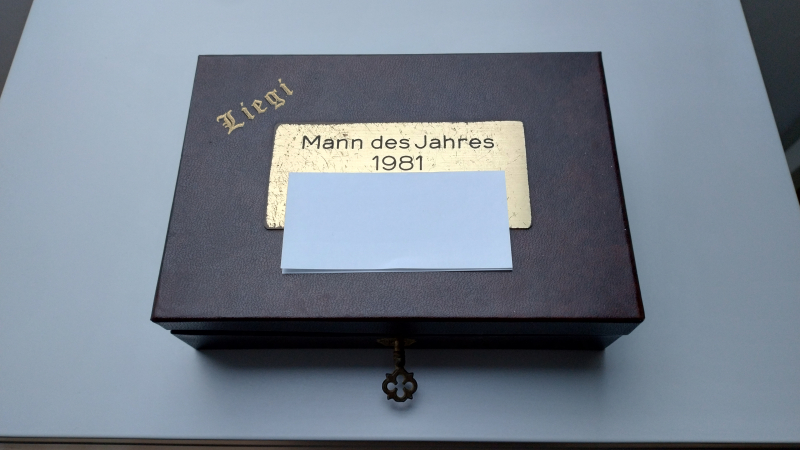 Liegi
Mann des Jahres
1981